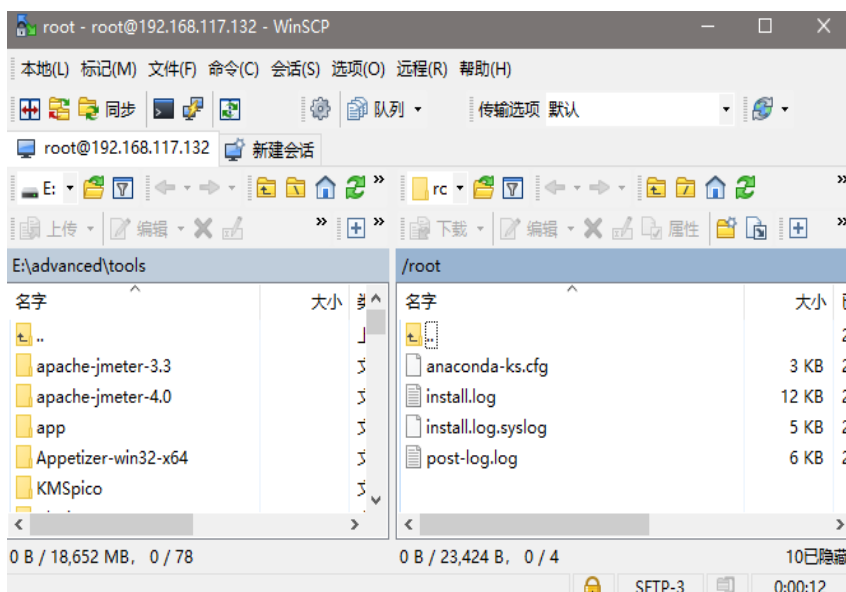 root - root@192.168.117.132 - WinSCP
本地(L) 标记(M) 文件(F) 命令(C) 会话(S) 选项(O) 远程(R) 帮助(H)
同步 队列 传输选项 默认
root@192.168.117.132 新建会话
E: rc
上传 编辑 下载 编辑 属性
E:\advanced\tools /root
名字 大小 名字 大小
.. ..
apache-jmeter-3.3 anaconda-ks.cfg 3 KB
apache-jmeter-4.0 install.log 12 KB
app install.log.syslog 5 KB
Appetizer-win32-x64 post-log.log 6 KB
KMSpico
0 B / 18,652 MB, 0 / 78 0 B / 23,424 B, 0 / 4 10已隐藏
SFTP-3 0:00:12